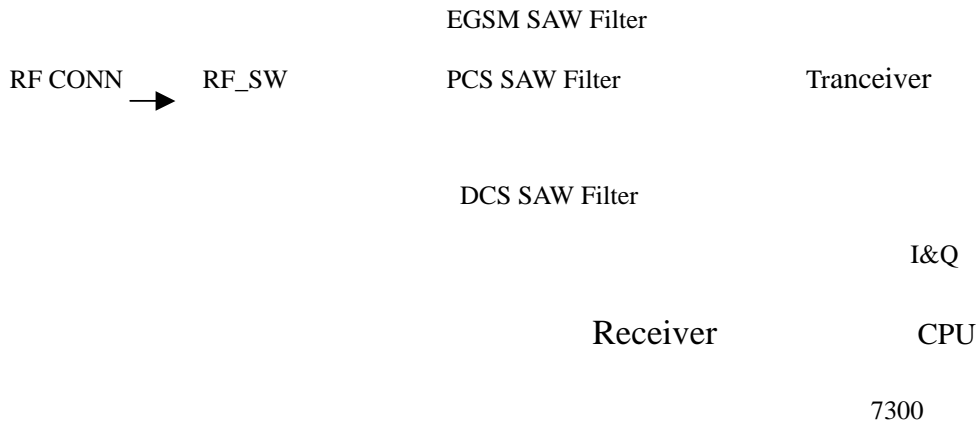 EGSM SAW Filter
RF CONN RF_SW PCS SAW Filter Tranceiver
DCS SAW Filter
I&Q
Receiver CPU
7300